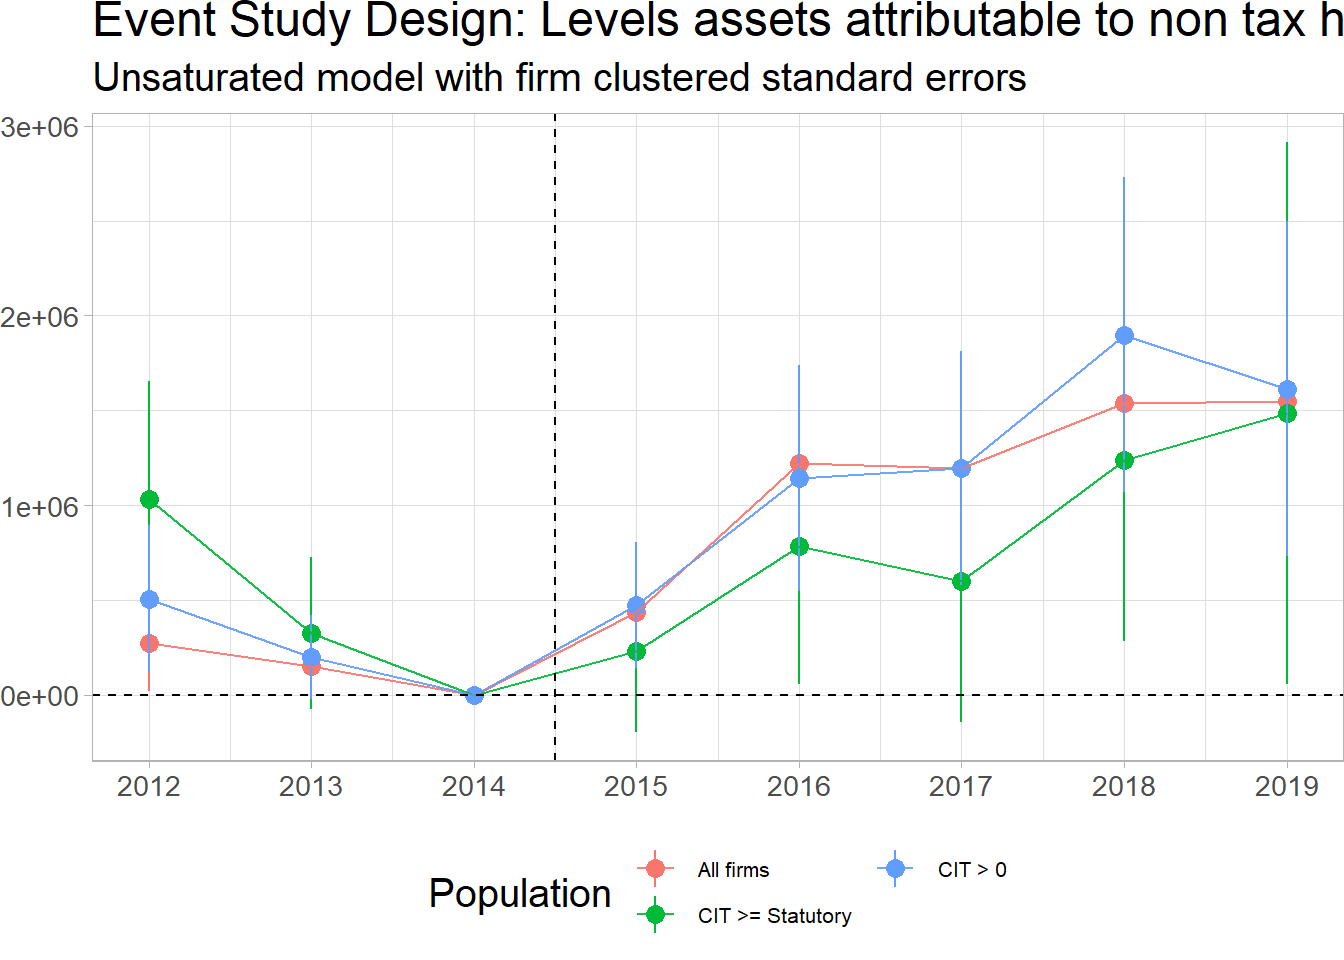 Event Study Design: Levels assets attributable to non tax h
Unsaturated model with firm clustered standard errors
3e+06
2e+06
1e+06
0e+00
2012 2013 2014 2015 2016 2017 2018 2019
Population
All firms
CIT > 0
CIT >= Statutory